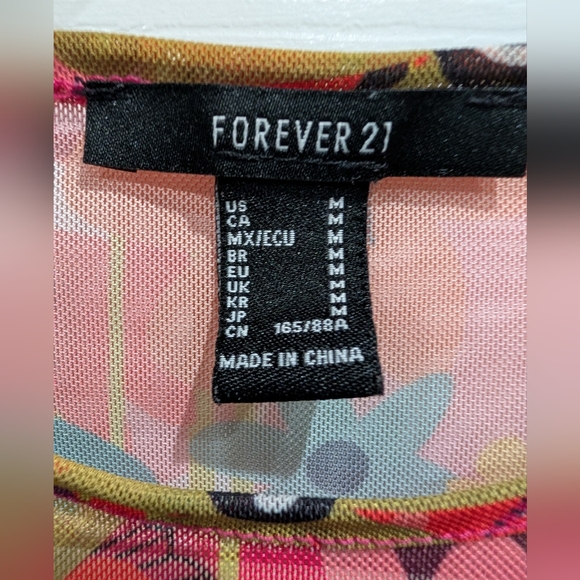 FOREVER 21
US M
CA M
MX/ECU M
BR M
EU M
UK M
KR M
JP M
CN 165/88A
MADE IN CHINA